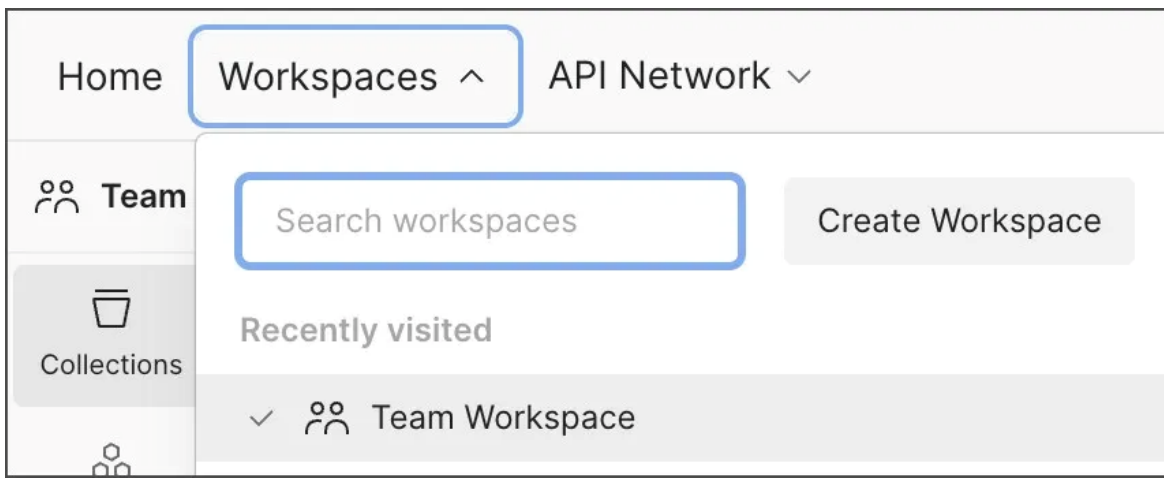 Home Workspaces API Network
Team
Search workspaces Create Workspace
Recently visited
Collections
Team Workspace